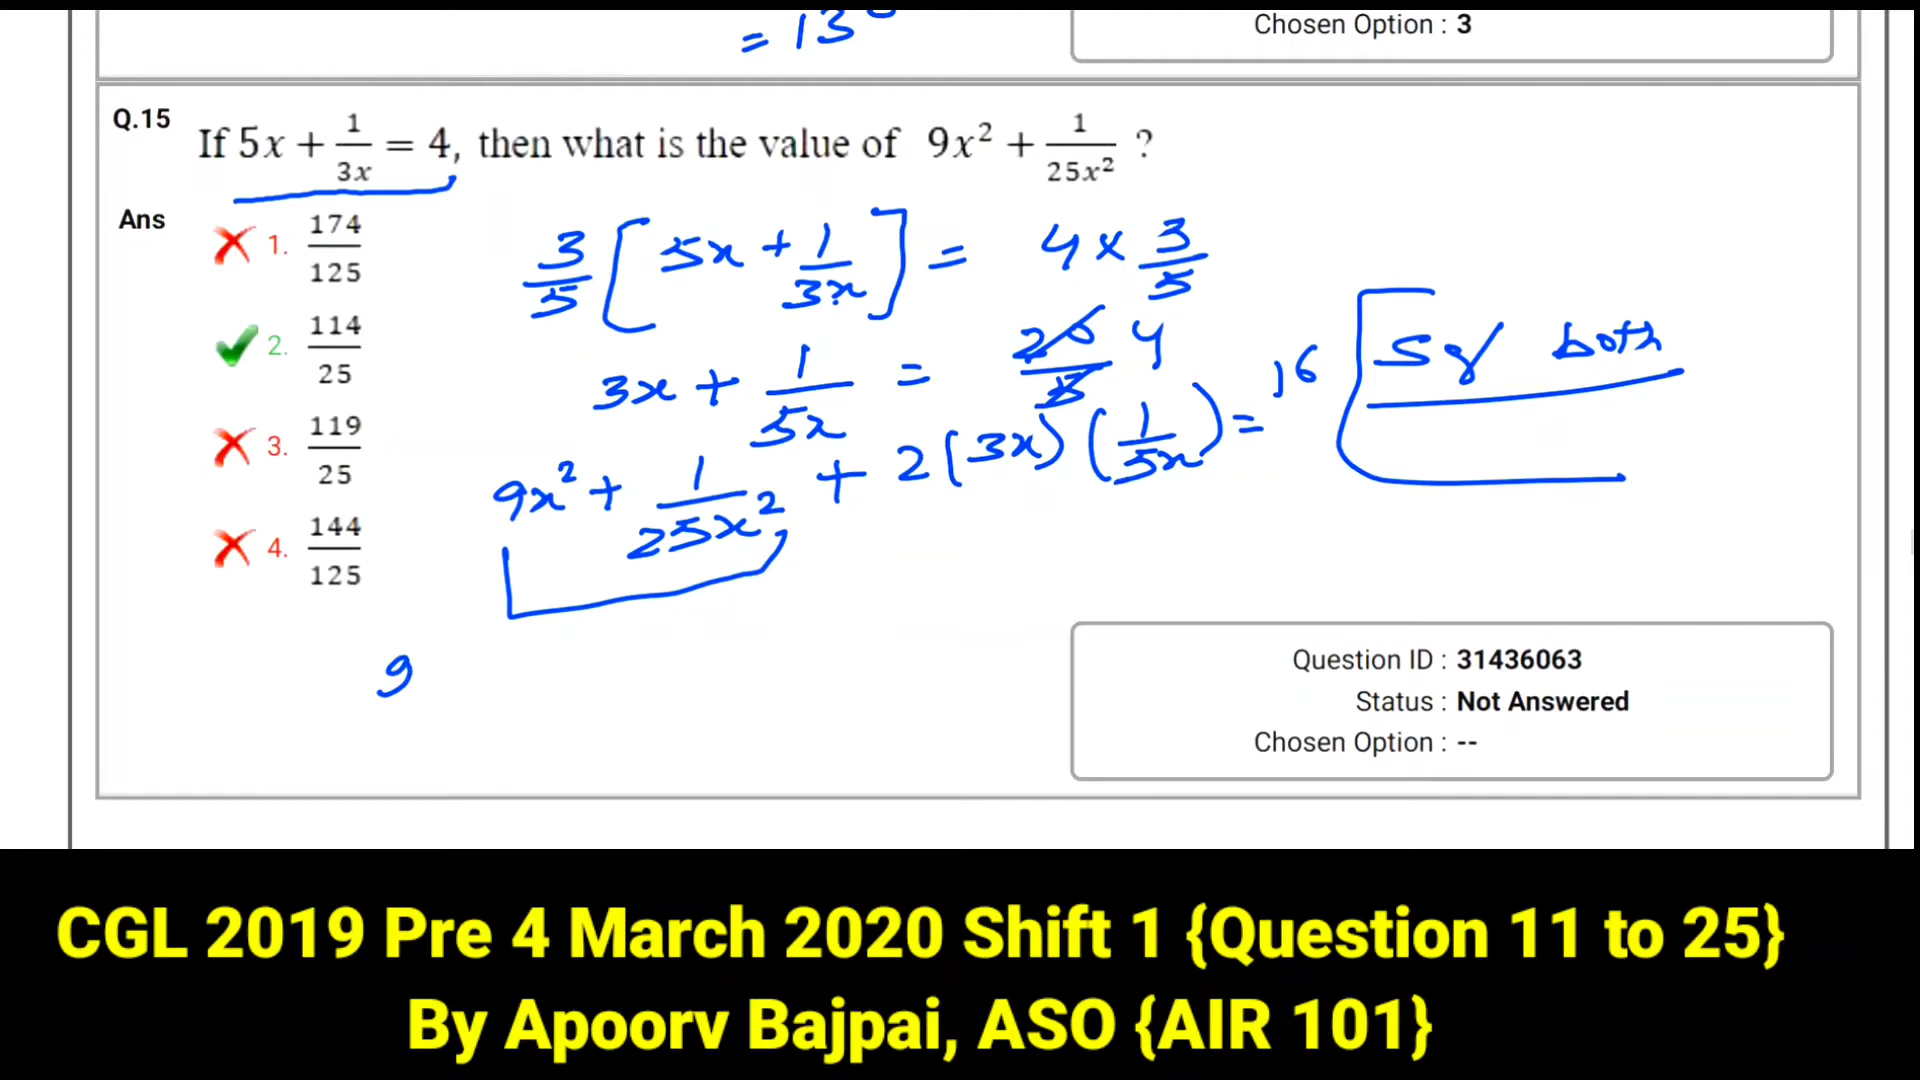 = 13
Chosen Option : 3
Q.15 If 5x + 1/3x = 4, then what is the value of 9x² + 1/25x² ?
Ans
1. 174/125
2. 114/25
3. 119/25
4. 144/125
3/5 [5x + 1/3x] = 4 × 3/5
3x + 1/5x = 20/5 4
9x² + 1/25x² + 2(3x)(1/5x) = 16
sq both
9
Question ID : 31436063
Status : Not Answered
Chosen Option : --
CGL 2019 Pre 4 March 2020 Shift 1 {Question 11 to 25}
By Apoorv Bajpai, ASO {AIR 101}